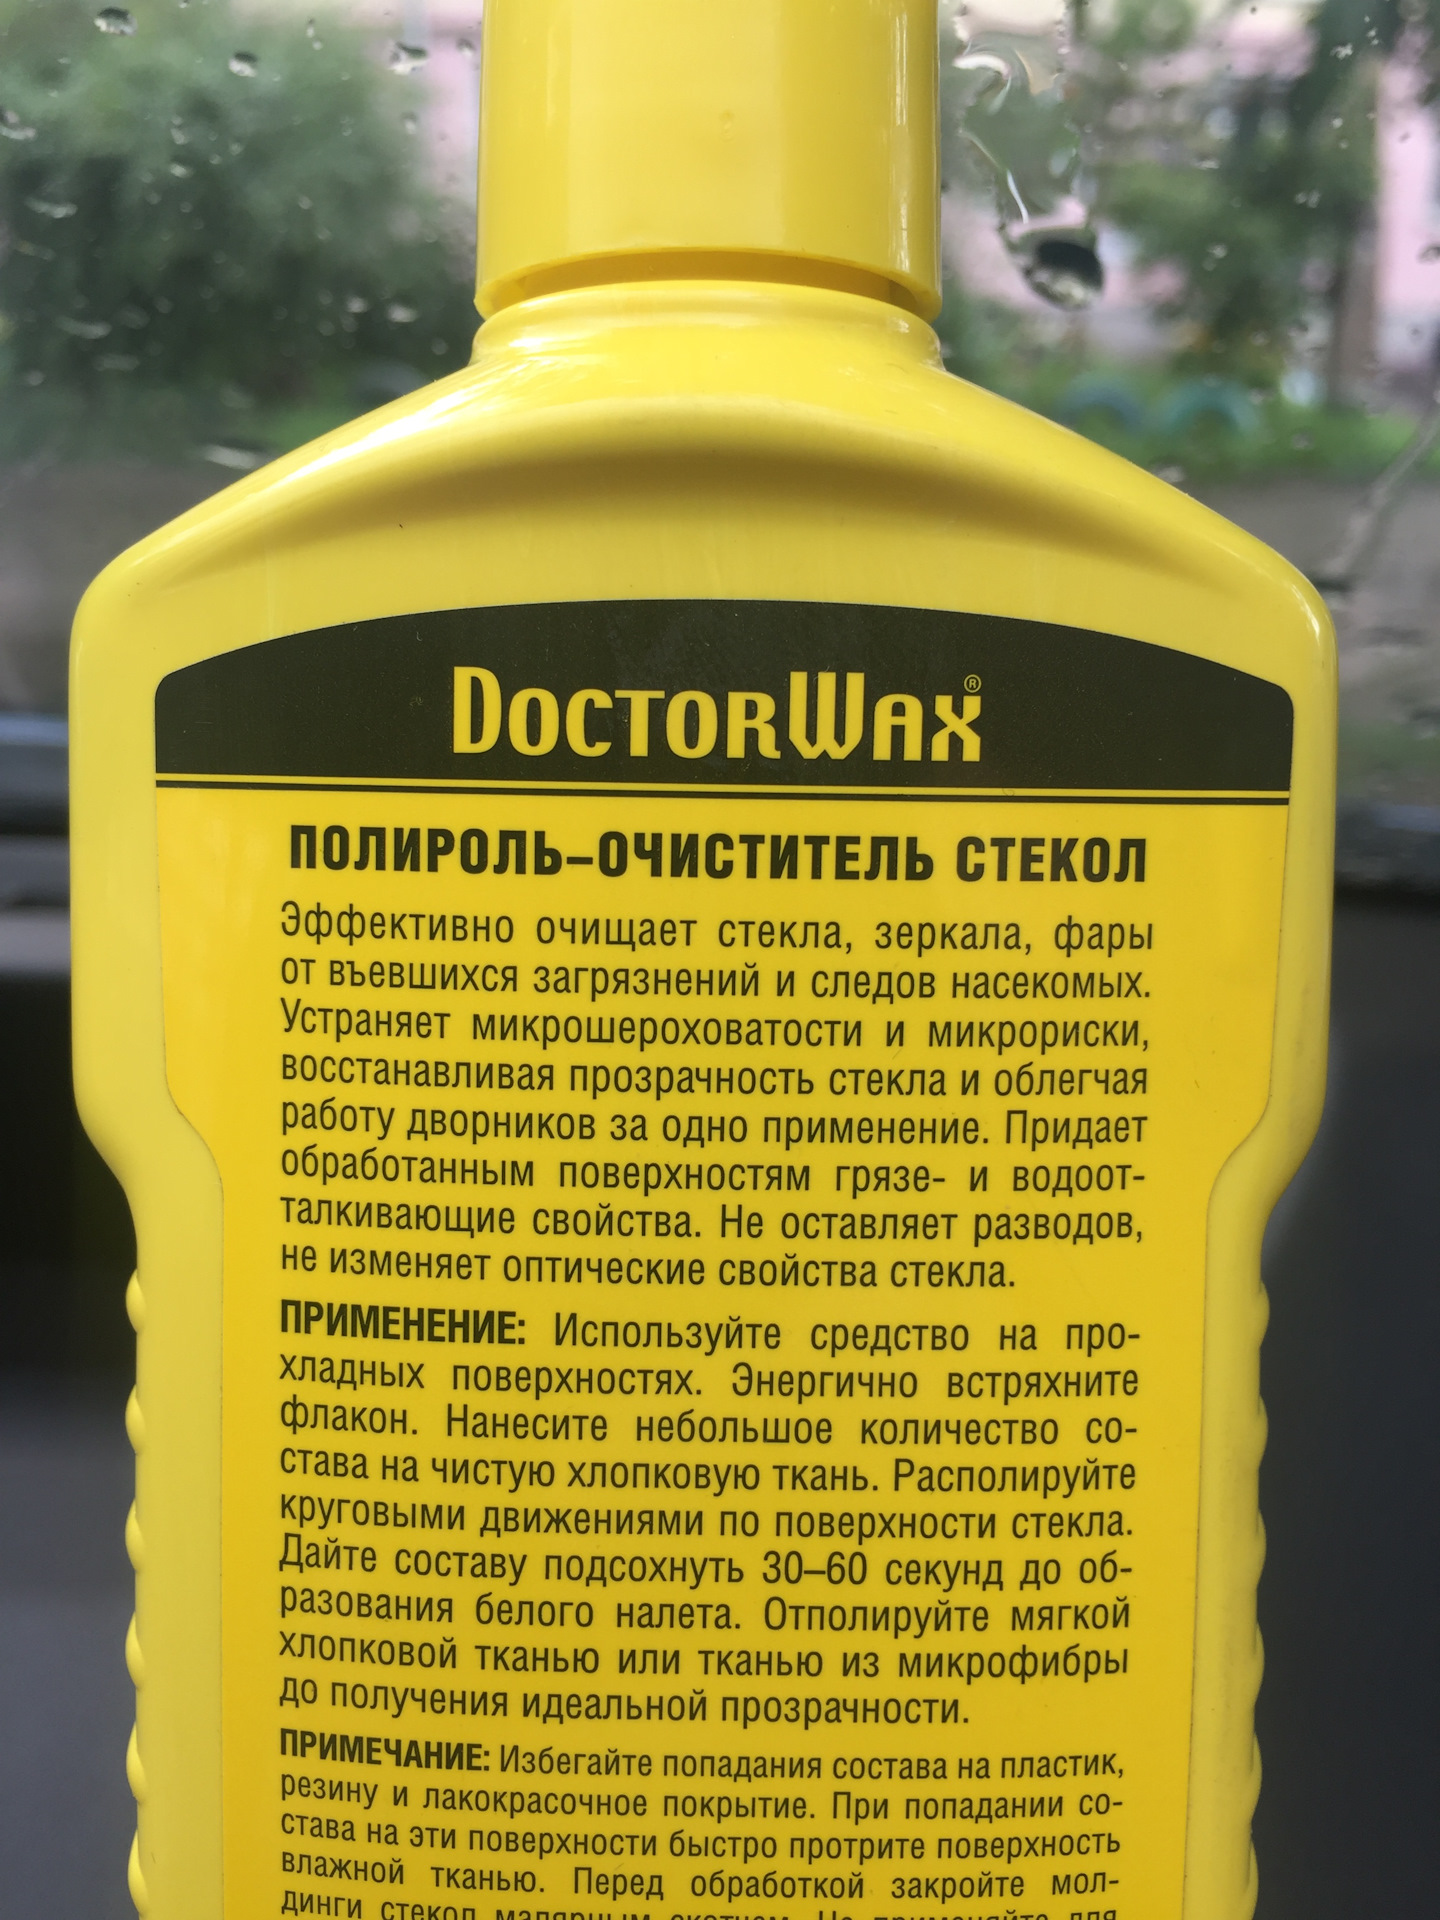 DOCTORWAX®
ПОЛИРОЛЬ–ОЧИСТИТЕЛЬ СТЕКОЛ
Эффективно очищает стекла, зеркала, фары
от въевшихся загрязнений и следов насекомых.
Устраняет микрошероховатости и микрориски,
восстанавливая прозрачность стекла и облегчая
работу дворников за одно применение. Придает
обработанным поверхностям грязе- и водоот-
талкивающие свойства. Не оставляет разводов,
не изменяет оптические свойства стекла.
ПРИМЕНЕНИЕ: Используйте средство на про-
хладных поверхностях. Энергично встряхните
флакон. Нанесите небольшое количество со-
става на чистую хлопковую ткань. Располируйте
круговыми движениями по поверхности стекла.
Дайте составу подсохнуть 30–60 секунд до об-
разования белого налета. Отполируйте мягкой
хлопковой тканью или тканью из микрофибры
до получения идеальной прозрачности.
ПРИМЕЧАНИЕ: Избегайте попадания состава на пластик,
резину и лакокрасочное покрытие. При попадании со-
става на эти поверхности быстро протрите поверхность
влажной тканью. Перед обработкой закройте мол-
динги стекол малярным скотчем. Не применяйте для